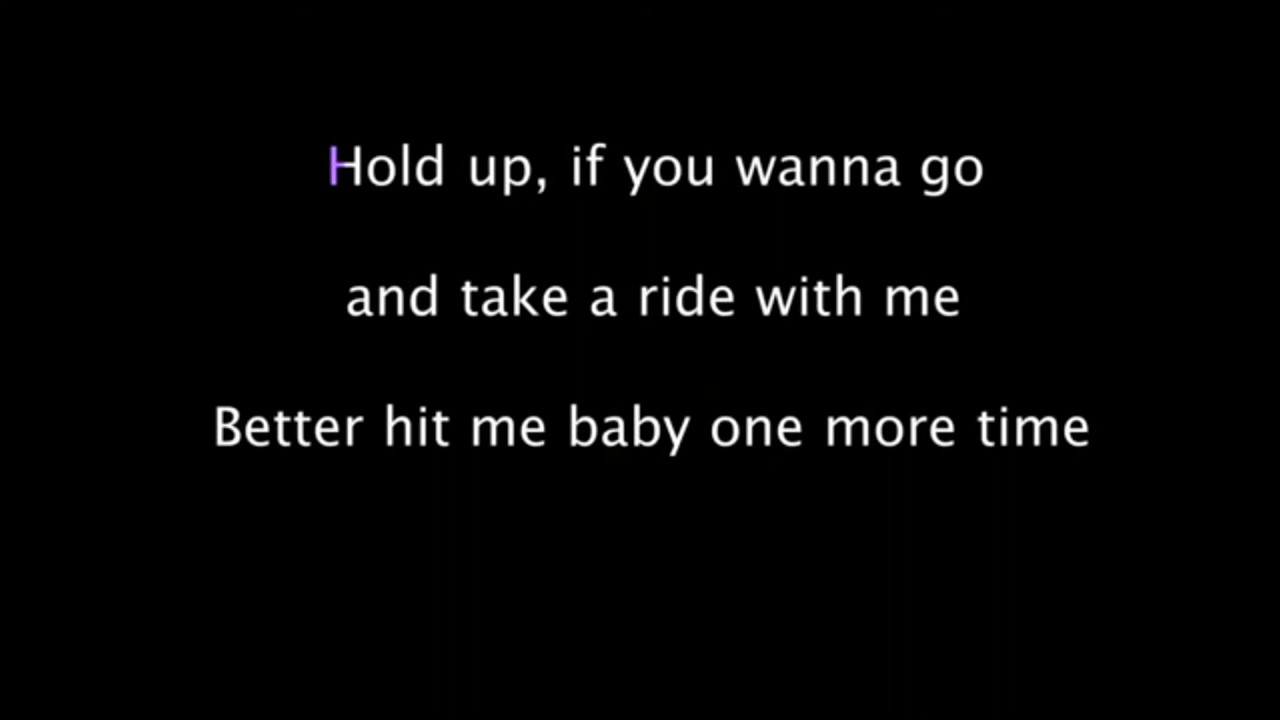 Hold up, if you wanna go
and take a ride with me
Better hit me baby one more time